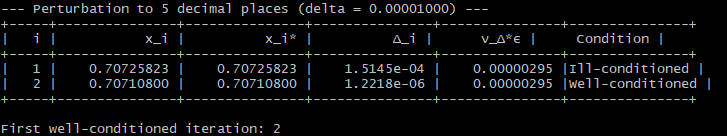 --- Perturbation to 5 decimal places (delta = 0.00001000) ---
+-----+----------------+----------------+----------------+----------------+----------------+
| i | x_i | x_i* | Δ_i | ν_Δ*ϵ | Condition |
+-----+----------------+----------------+----------------+----------------+----------------+
| 1 | 0.70725823 | 0.70725823 | 1.5145e-04 | 0.00000295 |Ill-conditioned |
| 2 | 0.70710800 | 0.70710800 | 1.2218e-06 | 0.00000295 |Well-conditioned |
+-----+----------------+----------------+----------------+----------------+----------------+
First well-conditioned iteration: 2